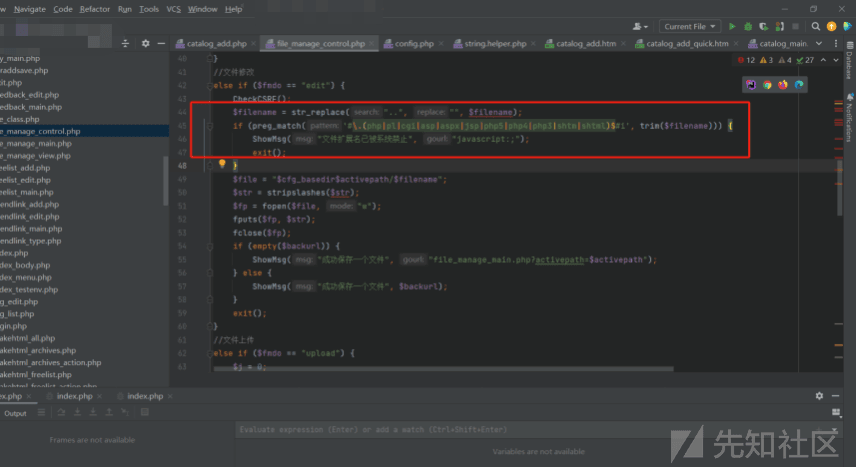 w Navigate Code Refactor Run Tools VCS Window Help
Current File
catalog_add.php file_manage_control.php config.php string.helper.php catalog_add.htm catalog_add_quick.htm catalog_main.
12 3 4 27
y_main.php
raddsave.php
dit.php
edback_edit.php
edback_main.php
e_class.php
e_manage_control.php
e_manage_main.php
e_manage_view.php
eelist_add.php
eelist_edit.php
eelist_main.php
endlink_add.php
endlink_edit.php
endlink_main.php
endlink_type.php
dex.php
dex_body.php
dex_menu.php
dex_testenv.php
g_edit.php
g_list.php
gin.php
akehtml_all.php
akehtml_archives.php
akehtml_archives_action.php
akehtml_freelist.php
akehtml_freelist_action.php
40 }
41 //文件修改
42 else if ($fmdo == "edit") {
43 CheckCSRF();
44 $filename = str_replace( search: "..", replace: "", $filename);
45 if (preg_match( pattern: '#\.(php|pl|cgi|asp|aspx|jsp|php5|php4|php3|shtm|shtml)$#i', trim($filename))) {
46 ShowMsg( msg: "文件扩展名已被系统禁止", gourl: "javascript:;");
47 exit();
48 }
49 $file = "$cfg_basedir$activepath/$filename";
50 $str = stripslashes($str);
51 $fp = fopen($file, mode: "w");
52 fputs($fp, $str);
53 fclose($fp);
54 if (empty($backurl)) {
55 ShowMsg( msg: "成功保存一个文件", gourl: "file_manage_main.php?activepath=$activepath");
56 } else {
57 ShowMsg( msg: "成功保存一个文件", $backurl);
58 }
59 exit();
60 }
61 //文件上传
62 else if ($fmdo == "upload") {
63 $j = 0;
Database
Notifications
ex.php index.php index.php
Output
Frames are not available
Evaluate expression (Enter) or add a watch (Ctrl+Shift+Enter)
Variables are not available
先知社区